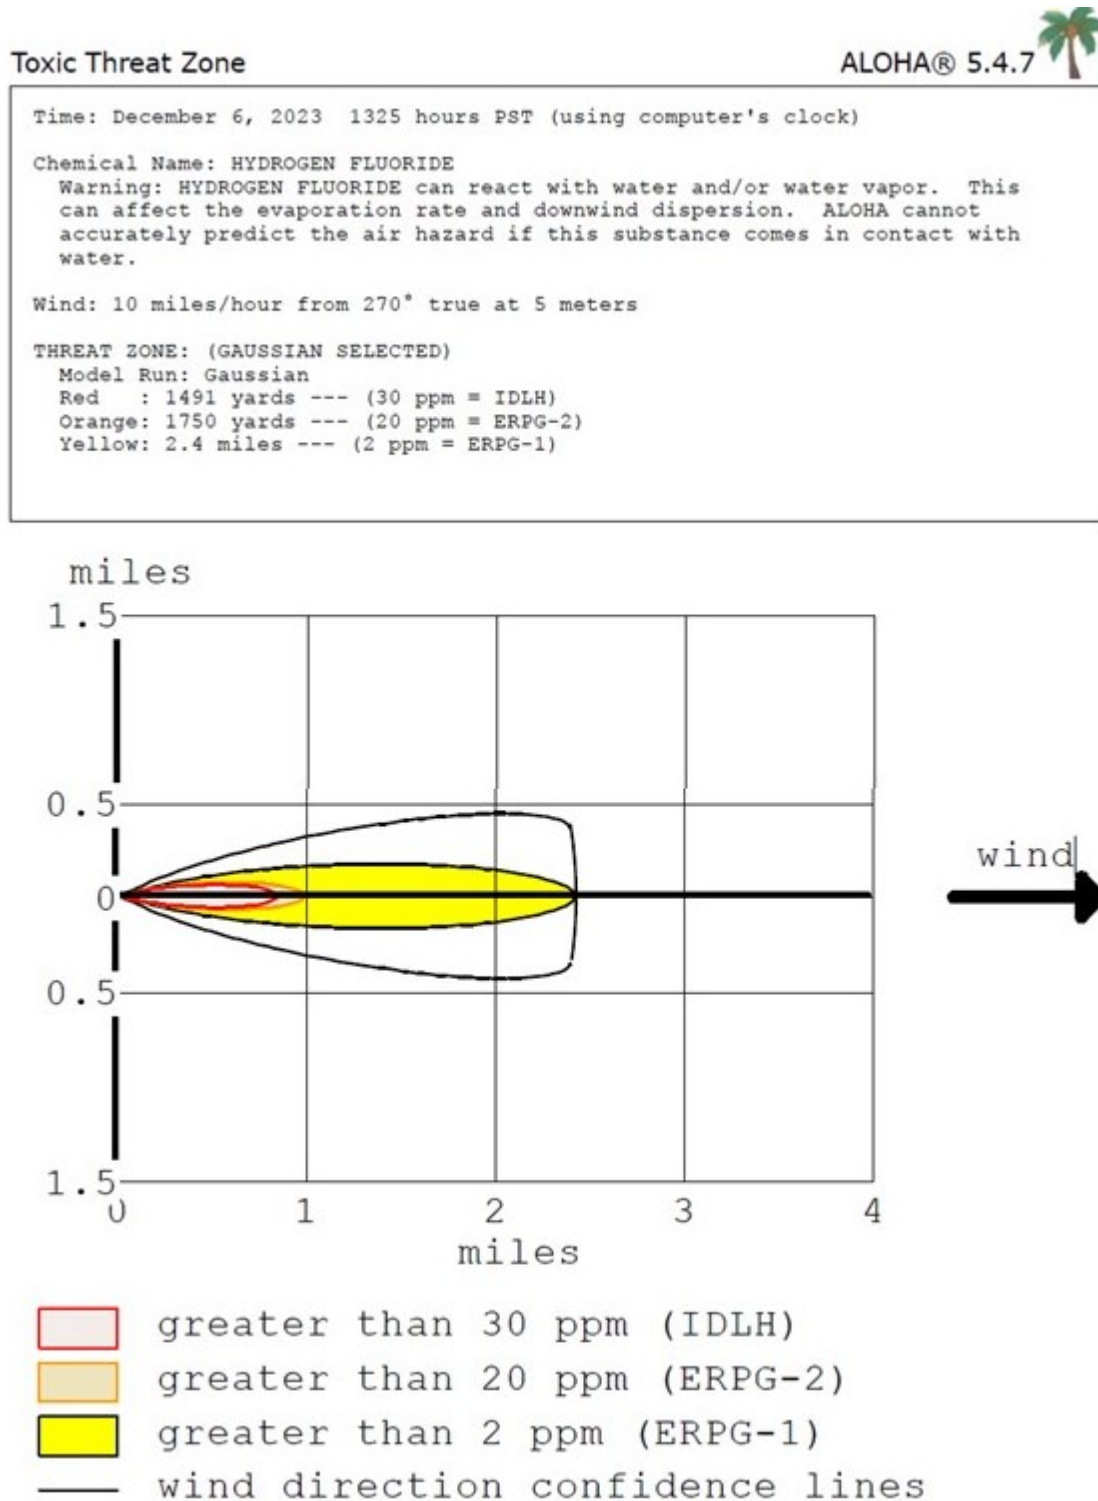 Toxic Threat Zone
ALOHA® 5.4.7
Time: December 6, 2023  1325 hours PST (using computer's clock)
Chemical Name: HYDROGEN FLUORIDE
Warning: HYDROGEN FLUORIDE can react with water and/or water vapor.  This
can affect the evaporation rate and downwind dispersion.  ALOHA cannot
accurately predict the air hazard if this substance comes in contact with
water.
Wind: 10 miles/hour from 270° true at 5 meters
THREAT ZONE: (GAUSSIAN SELECTED)
Model Run: Gaussian
Red   : 1491 yards --- (30 ppm = IDLH)
Orange: 1750 yards --- (20 ppm = ERPG-2)
Yellow: 2.4 miles --- (2 ppm = ERPG-1)
miles
1.5
0.5
0
0.5
1.5
wind
0 1 2 3 4
miles
greater than 30 ppm (IDLH)
greater than 20 ppm (ERPG-2)
greater than 2 ppm (ERPG-1)
wind direction confidence lines